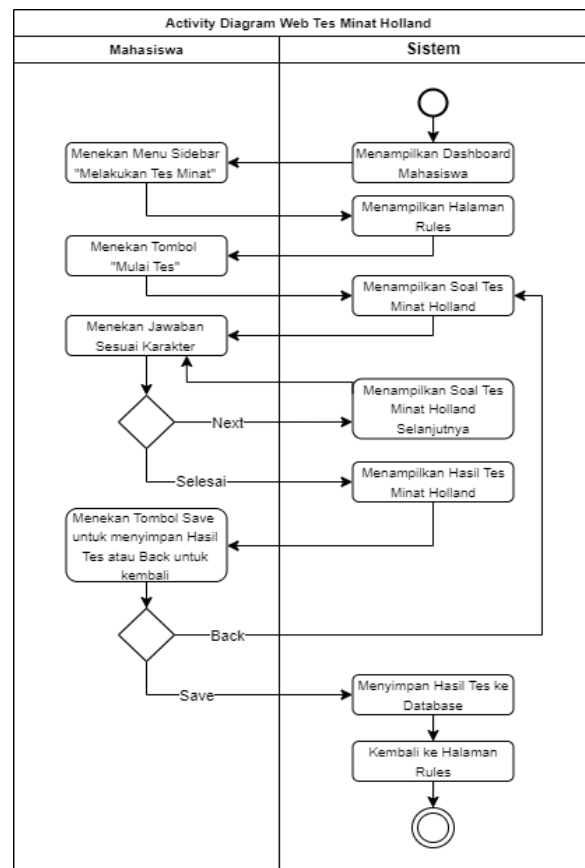 Activity Diagram Web Tes Minat Holland
Mahasiswa
Sistem
Menampilkan Dashboard
Mahasiswa
Menekan Menu Sidebar
"Melakukan Tes Minat"
Menampilkan Halaman
Rules
Menekan Tombol
"Mulai Tes"
Menampilkan Soal Tes
Minat Holland
Menekan Jawaban
Sesuai Karakter
Next
Menampilkan Soal Tes
Minat Holland
Selanjutnya
Selesai
Menampilkan Hasil Tes
Minat Holland
Menekan Tombol Save
untuk menyimpan Hasil
Tes atau Back untuk
kembali
Back
Save
Menyimpan Hasil Tes ke
Database
Kembali ke Halaman
Rules